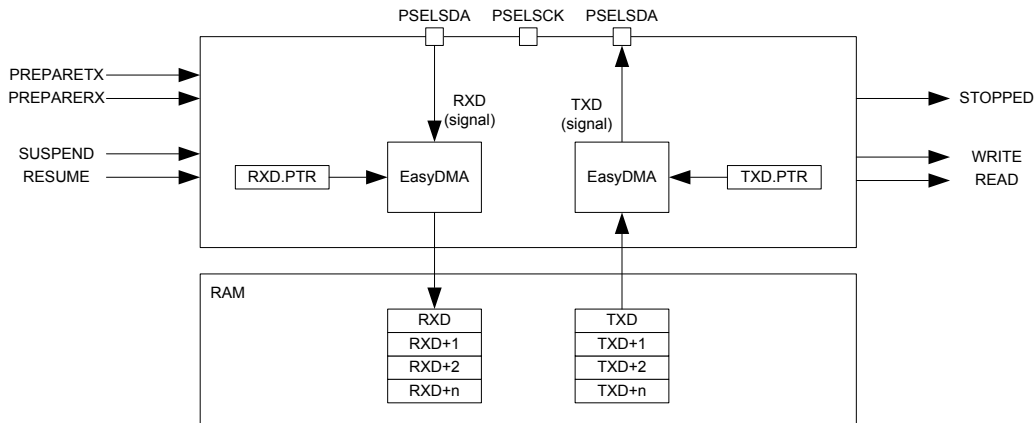 PSELSDA PSELSCK PSELSDA
PREPARETX
PREPARERX
RXD
(signal)
TXD
(signal)
STOPPED
SUSPEND
RESUME
RXD.PTR
EasyDMA
EasyDMA
TXD.PTR
WRITE
READ
RAM
RXD
RXD+1
RXD+2
RXD+n
TXD
TXD+1
TXD+2
TXD+n